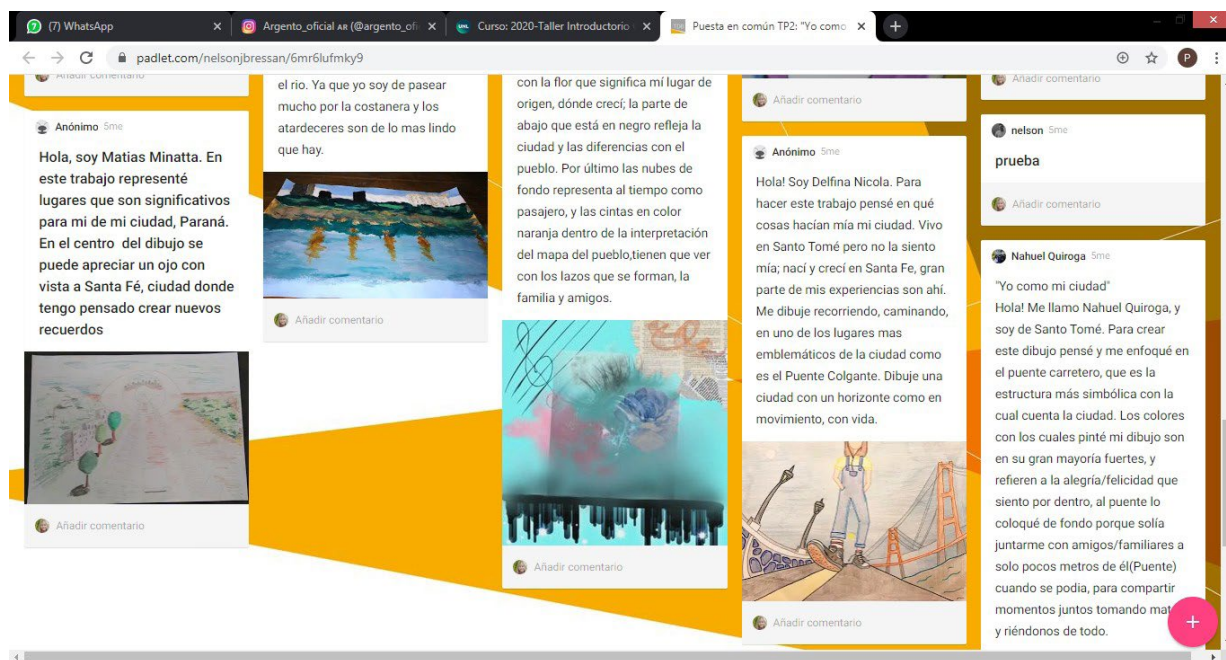 (7) WhatsApp
Argento_oficial AR (@argento_ofi
Curso: 2020-Taller Introductorio
Puesta en común TP2: "Yo como
padlet.com/nelsonjbressan/6mr6lufmky9
P
Añadir comentario
Anónimo 5me
Hola, soy Matias Minatta. En
este trabajo representé
lugares que son significativos
para mi de mi ciudad, Paraná.
En el centro del dibujo se
puede apreciar un ojo con
vista a Santa Fé, ciudad donde
tengo pensado crear nuevos
recuerdos
Añadir comentario
el rio. Ya que yo soy de pasear
mucho por la costanera y los
atardeceres son de lo mas lindo
que hay.
Añadir comentario
con la flor que significa mí lugar de
origen, dónde crecí; la parte de
abajo que está en negro refleja la
ciudad y las diferencias con el
pueblo. Por último las nubes de
fondo representa al tiempo como
pasajero, y las cintas en color
naranja dentro de la interpretación
del mapa del pueblo,tienen que ver
con los lazos que se forman, la
familia y amigos.
Añadir comentario
Añadir comentario
Anónimo 5me
Hola! Soy Delfina Nicola. Para
hacer este trabajo pensé en qué
cosas hacían mía mi ciudad. Vivo
en Santo Tomé pero no la siento
mía; nací y crecí en Santa Fe, gran
parte de mis experiencias son ahí.
Me dibuje recorriendo, caminando,
en uno de los lugares mas
emblemáticos de la ciudad como
es el Puente Colgante. Dibuje una
ciudad con un horizonte como en
movimiento, con vida.
Añadir comentario
Añadir comentario
nelson 5me
prueba
Añadir comentario
Nahuel Quiroga 5me
"Yo como mi ciudad"
Hola! Me llamo Nahuel Quiroga, y
soy de Santo Tomé. Para crear
este dibujo pensé y me enfoqué en
el puente carretero, que es la
estructura más simbólica con la
cual cuenta la ciudad. Los colores
con los cuales pinté mi dibujo son
en su gran mayoría fuertes, y
refieren a la alegría/felicidad que
siento por dentro, al puente lo
coloqué de fondo porque solía
juntarme con amigos/familiares a
solo pocos metros de él(Puente)
cuando se podia, para compartir
momentos juntos tomando mat
y riéndonos de todo.